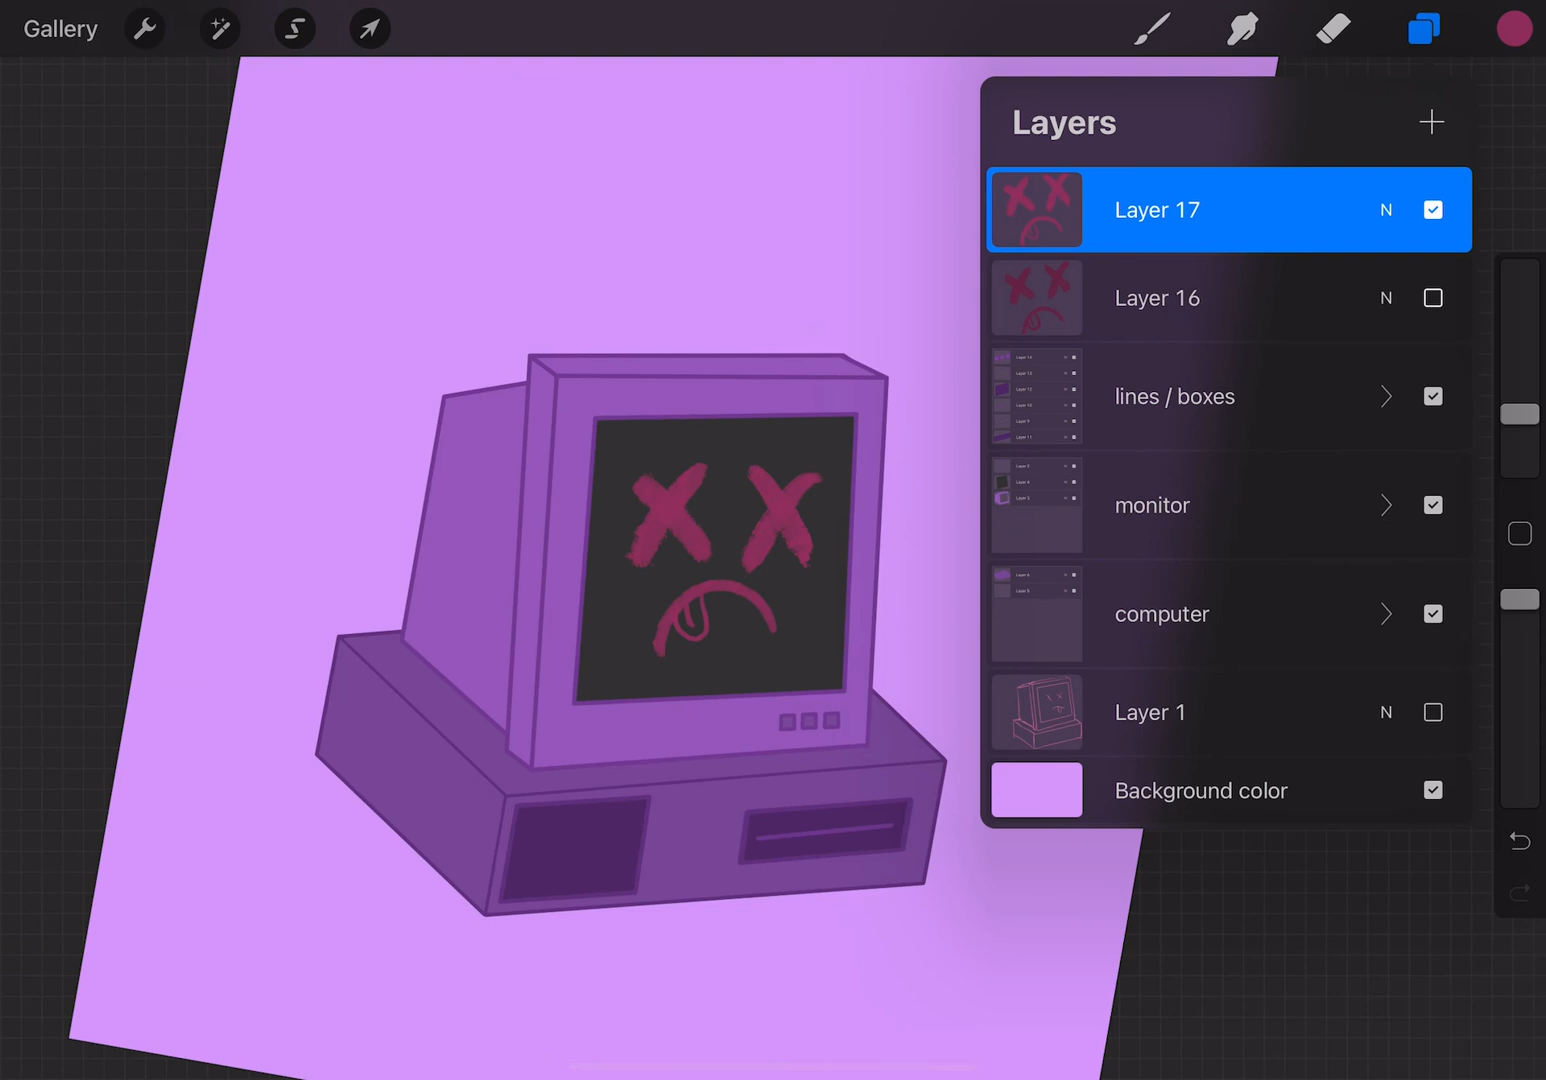 Gallery
Layers
Layer 17 N
Layer 16 N
lines / boxes
monitor
computer
Layer 1 N
Background color